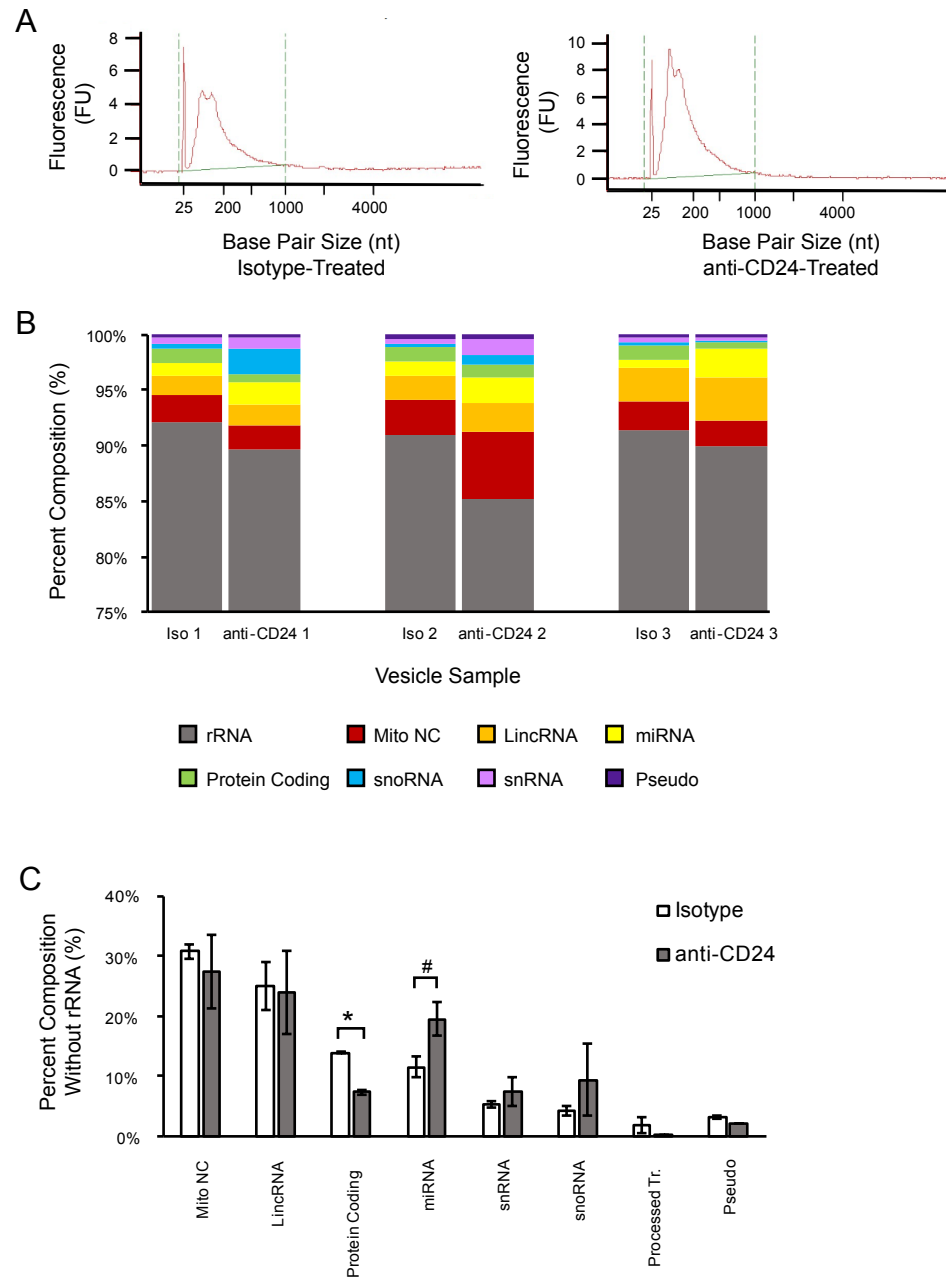 A
Fluorescence
(FU)
8
6
4
2
0
25 200 1000 4000
Base Pair Size (nt)
Isotype-Treated
Fluorescence
(FU)
10
8
6
4
2
0
25 200 1000 4000
Base Pair Size (nt)
anti-CD24-Treated
B
Percent Composition (%)
100%
95%
90%
85%
80%
75%
Iso 1 anti-CD24 1 Iso 2 anti-CD24 2 Iso 3 anti-CD24 3
Vesicle Sample
rRNA Mito NC LincRNA miRNA
Protein Coding snoRNA snRNA Pseudo
C
Percent Composition
Without rRNA (%)
40%
30%
20%
10%
0%
* #
Isotype
anti-CD24
Mito NC
LincRNA
Protein Coding
miRNA
snRNA
snoRNA
Processed Tr.
Pseudo